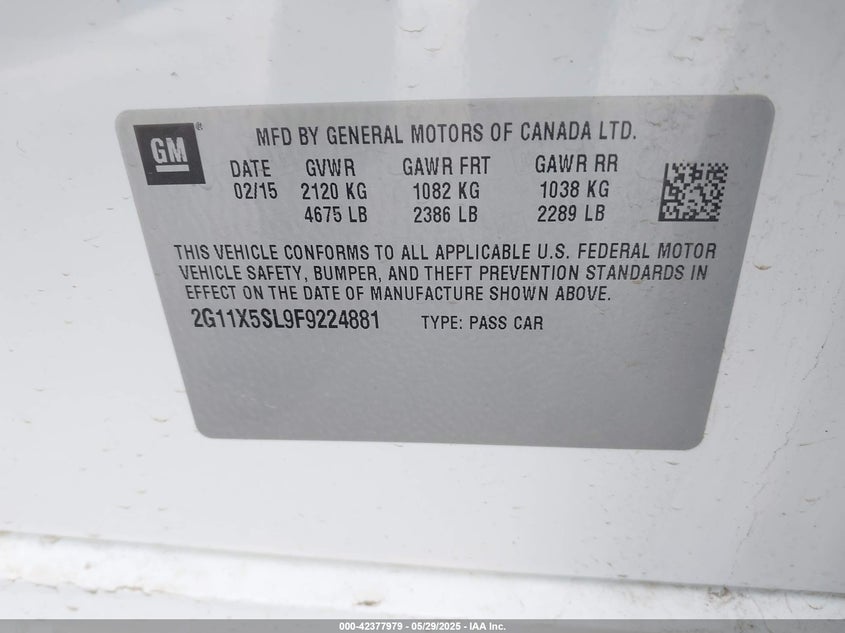 GM ® MFD BY GENERAL MOTORS OF CANADA LTD.
DATE GVWR GAWR FRT GAWR RR
02/15 2120 KG 1082 KG 1038 KG
4675 LB 2386 LB 2289 LB
THIS VEHICLE CONFORMS TO ALL APPLICABLE U.S. FEDERAL MOTOR
VEHICLE SAFETY, BUMPER, AND THEFT PREVENTION STANDARDS IN
EFFECT ON THE DATE OF MANUFACTURE SHOWN ABOVE.
2G11X5SL9F9224881 TYPE: PASS CAR
000-42377979 - 05/29/2025 - IAA Inc.